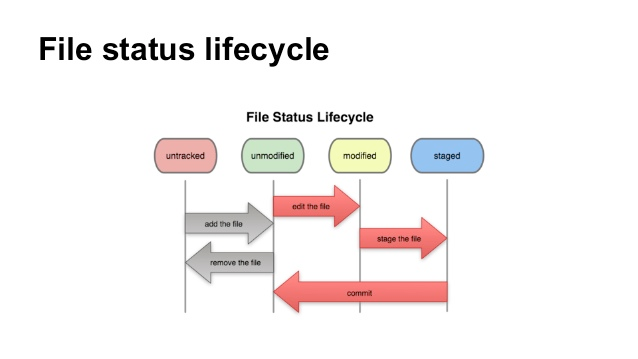 File status lifecycle
File Status Lifecycle
untracked
unmodified
modified
staged
edit the file
add the file
stage the file
remove the file
commit